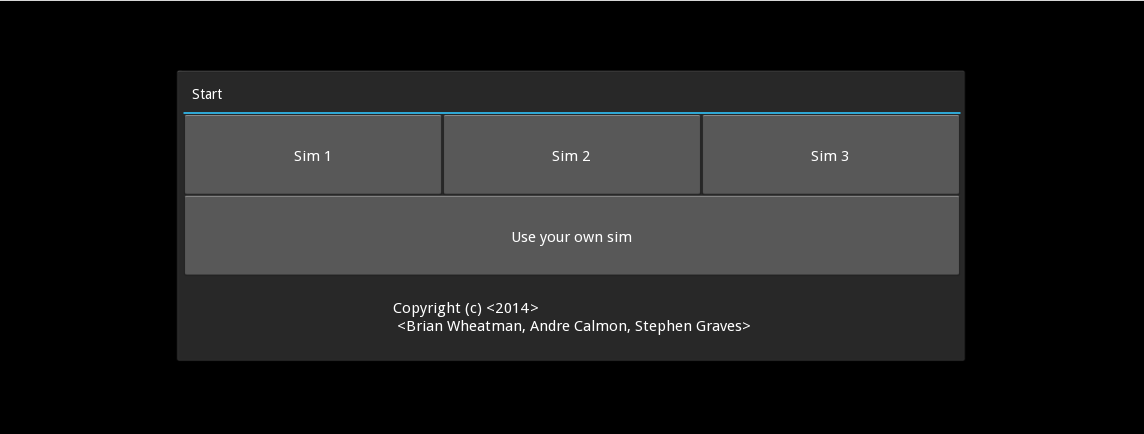 Start
Sim 1 Sim 2 Sim 3
Use your own sim
Copyright (c) <2014>
<Brian Wheatman, Andre Calmon, Stephen Graves>